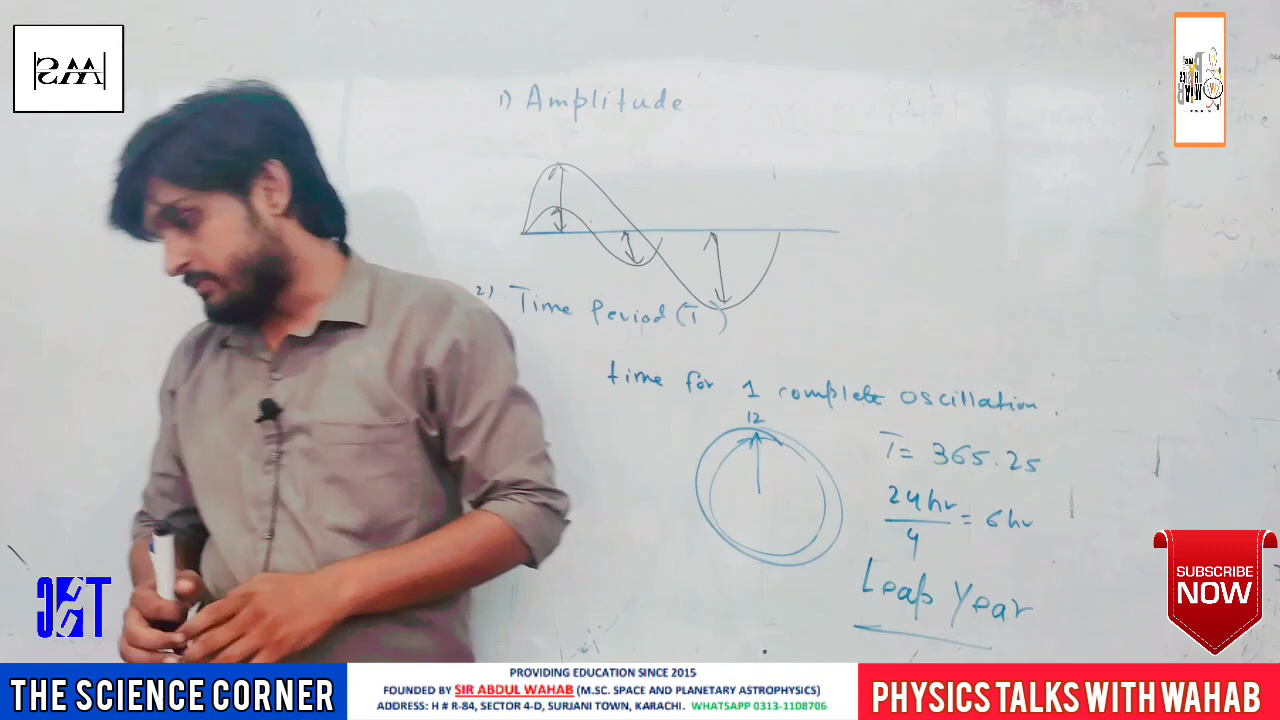 1) Amplitude
2) Time Period (T)
time for 1 complete oscillation.
12
T = 365.25
24hr
4
= 6 hr
Leap Year
SUBSCRIBE
NOW
THE SCIENCE CORNER
PROVIDING EDUCATION SINCE 2015
FOUNDED BY SIR ABDUL WAHAB (M.SC. SPACE AND PLANETARY ASTROPHYSICS)
ADDRESS: H # R-84, SECTOR 4-D, SURJANI TOWN, KARACHI. WHATSAPP 0313-1108706
PHYSICS TALKS WITH WAHAB